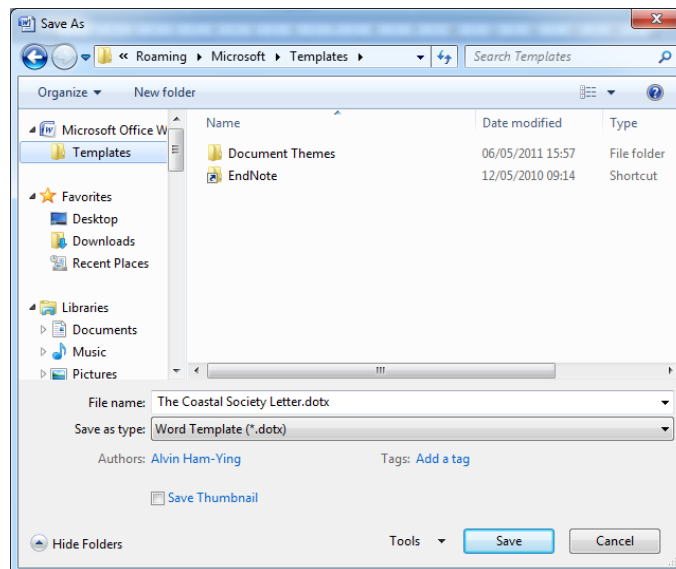 Save As
« Roaming Microsoft Templates Search Templates
Organize New folder
Microsoft Office W
Templates
Favorites
Desktop
Downloads
Recent Places
Libraries
Documents
Music
Pictures
Name Date modified Type
Document Themes 06/05/2011 15:57 File folder
EndNote 12/05/2010 09:14 Shortcut
File name: The Coastal Society Letter.dotx
Save as type: Word Template (*.dotx)
Authors: Alvin Ham-Ying Tags: Add a tag
Save Thumbnail
Hide Folders Tools Save Cancel